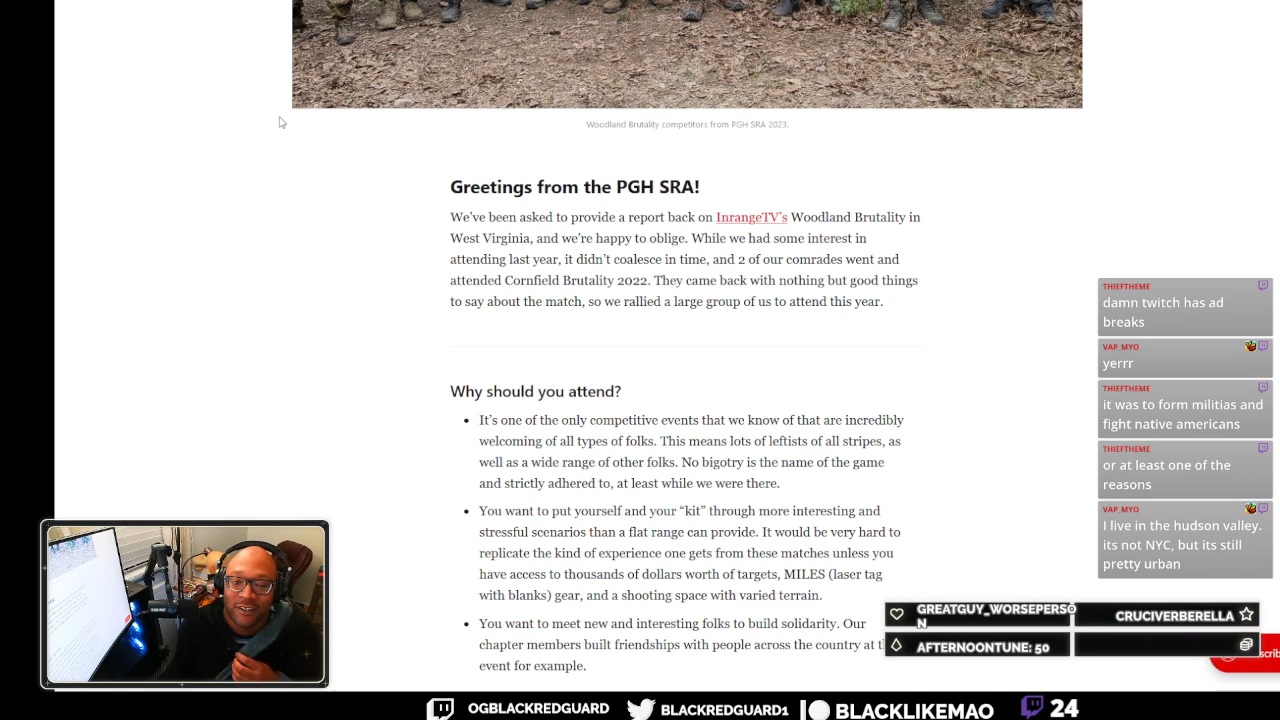 Woodland Brutality competitors from PGH SRA 2023.
Greetings from the PGH SRA!
We've been asked to provide a report back on InrangeTV's Woodland Brutality in
West Virginia, and we're happy to oblige. While we had some interest in
attending last year, it didn't coalesce in time, and 2 of our comrades went and
attended Cornfield Brutality 2022. They came back with nothing but good things
to say about the match, so we rallied a large group of us to attend this year.
Why should you attend?
• It's one of the only competitive events that we know of that are incredibly
welcoming of all types of folks. This means lots of leftists of all stripes, as
well as a wide range of other folks. No bigotry is the name of the game
and strictly adhered to, at least while we were there.
• You want to put yourself and your "kit" through more interesting and
stressful scenarios than a flat range can provide. It would be very hard to
replicate the kind of experience one gets from these matches unless you
have access to thousands of dollars worth of targets, MILES (laser tag
with blanks) gear, and a shooting space with varied terrain.
• You want to meet new and interesting folks to build solidarity. Our
chapter members built friendships with people across the country at
event for example.
THIEFTHEME
damn twitch has ad
breaks
VAP_MYO
yerrr
THIEFTHEME
it was to form militias and
fight native americans
THIEFTHEME
or at least one of the
reasons
VAP_MYO
I live in the hudson valley.
its not NYC, but its still
pretty urban
GREATGUY_WORSEPERSO
N
CRUCIVERBERELLA
AFTERNOONTUNE: 50
OGBLACKREDGUARD
BLACKREDGUARD1
BLACKLIKEMAO
24